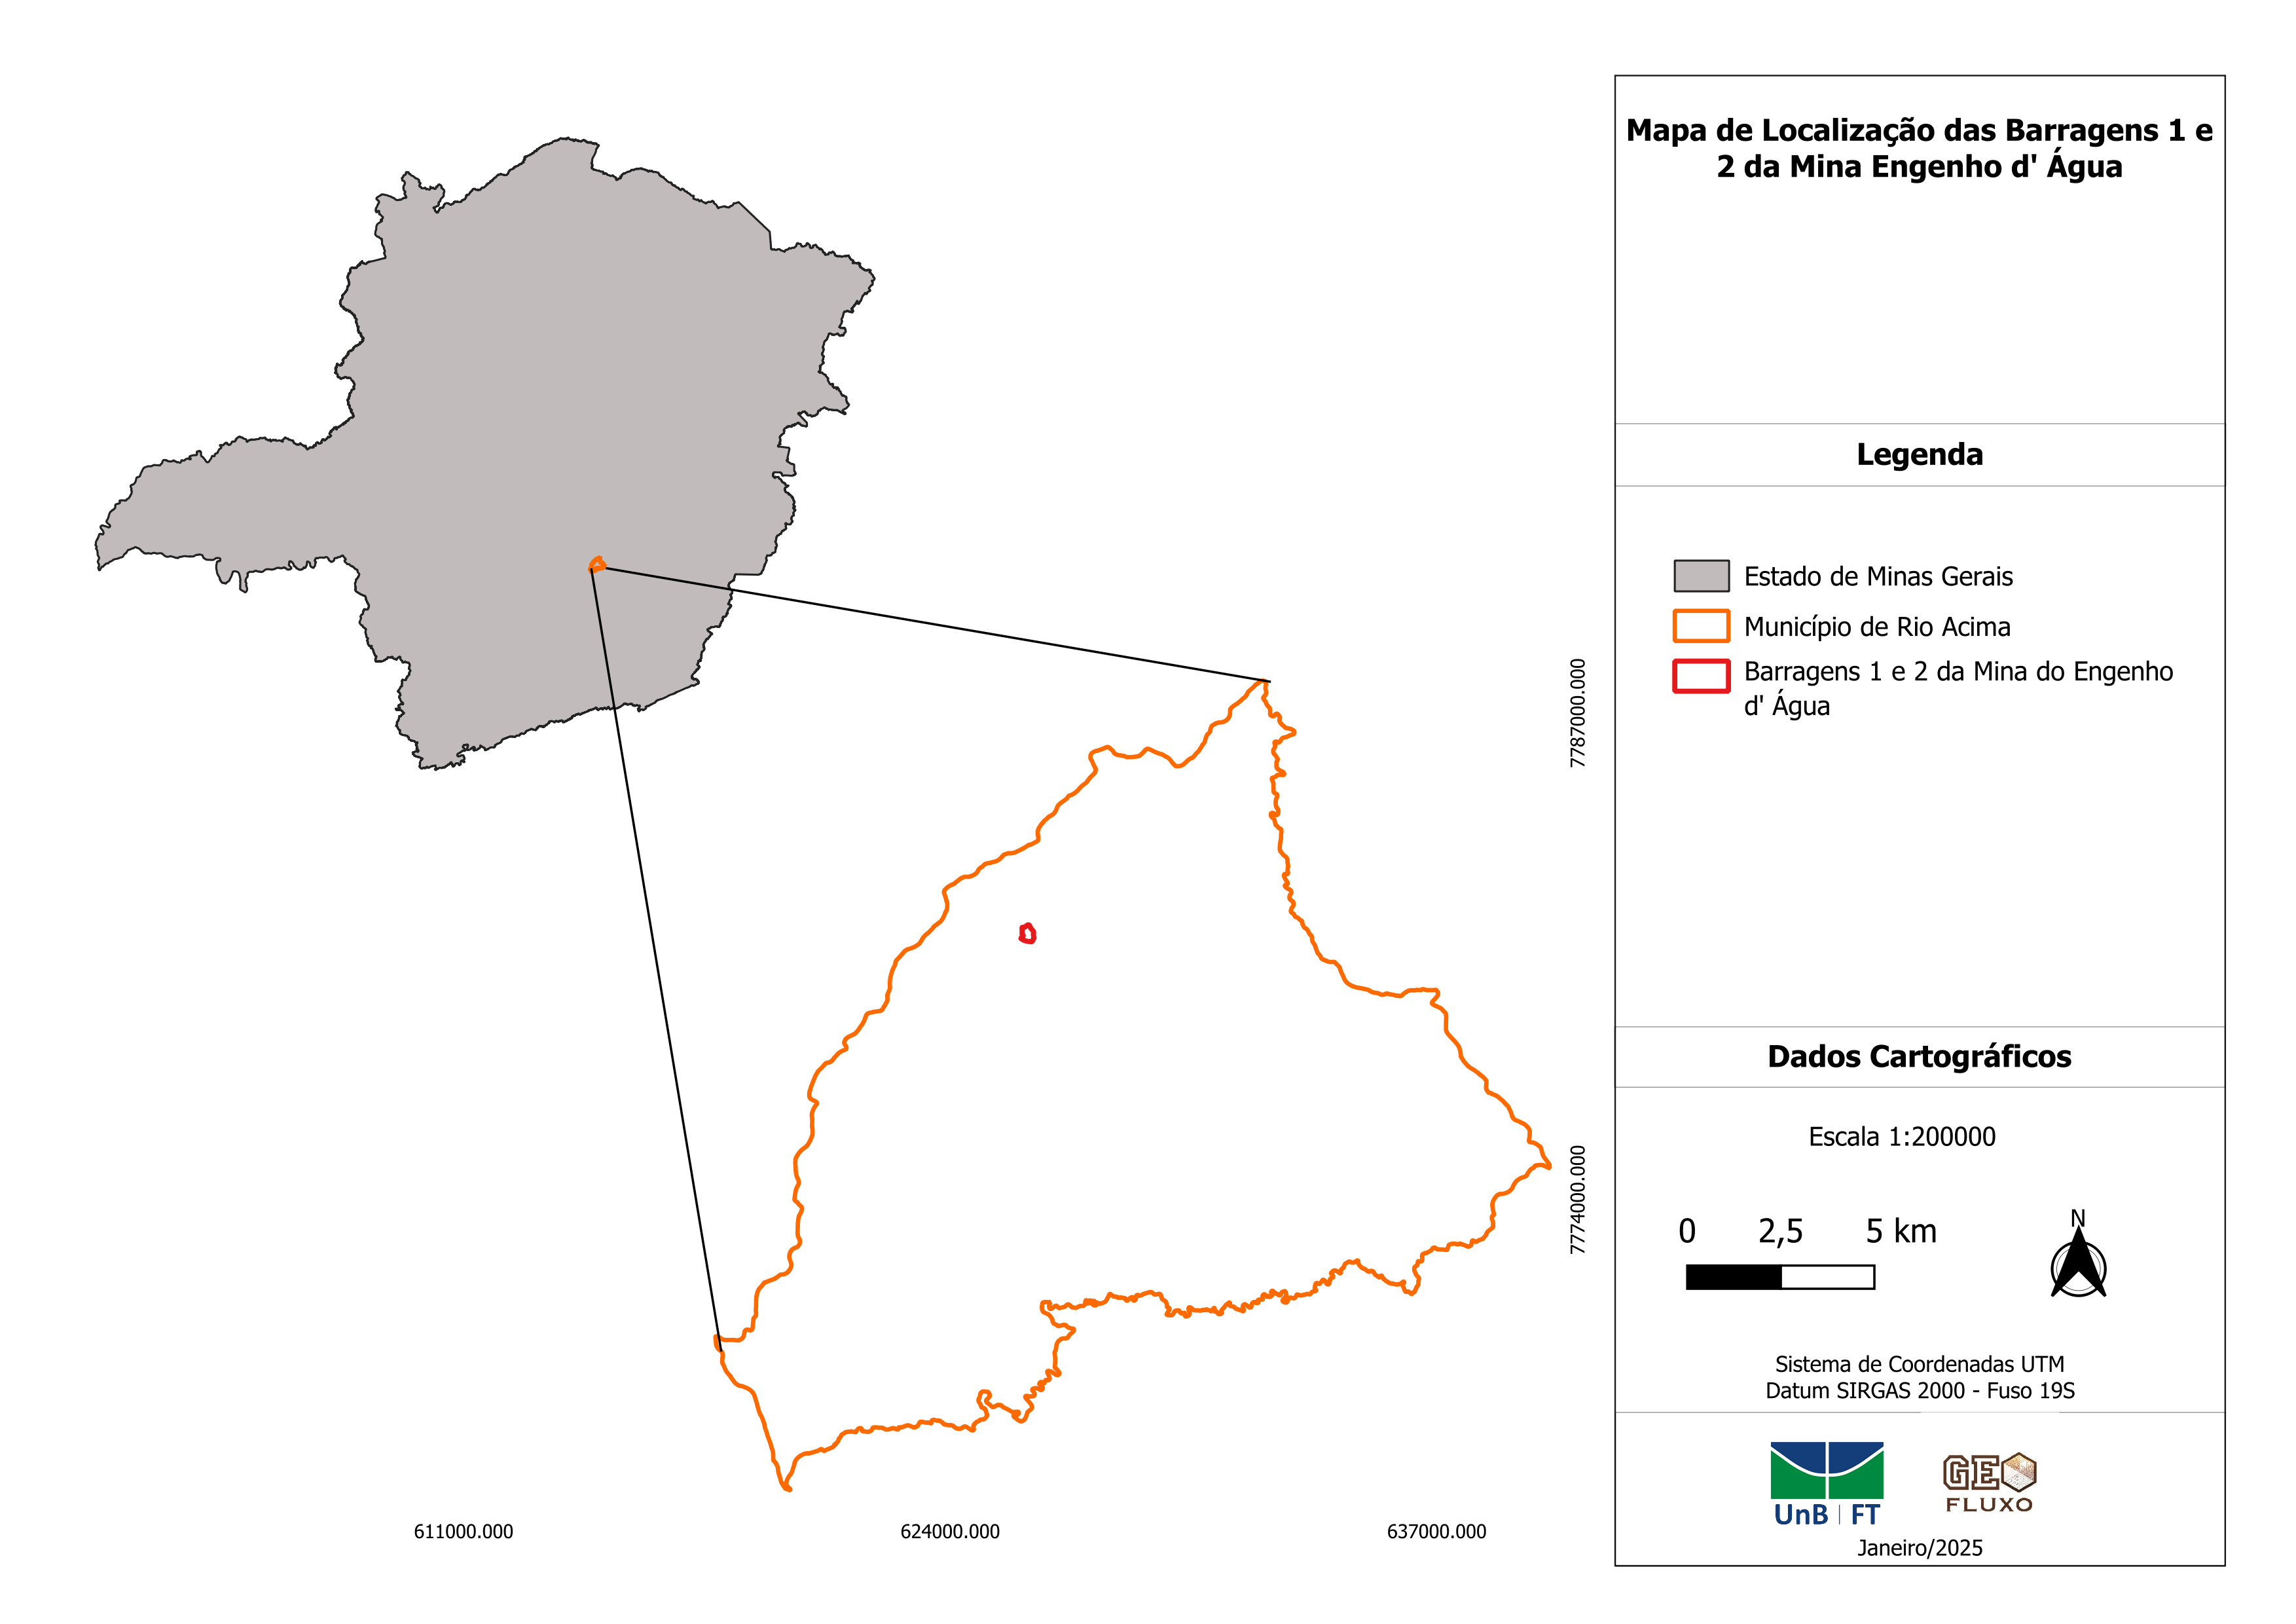 Mapa de Localização das Barragens 1 e
2 da Mina Engenho d' Água
Legenda
Estado de Minas Gerais
Município de Rio Acima
Barragens 1 e 2 da Mina do Engenho
d' Água
Dados Cartográficos
Escala 1:200000
0 2,5 5 km
N
Sistema de Coordenadas UTM
Datum SIRGAS 2000 - Fuso 19S
UnB | FT
GEO
FLUXO
Janeiro/2025
7787000.000
7774000.000
611000.000 624000.000 637000.000